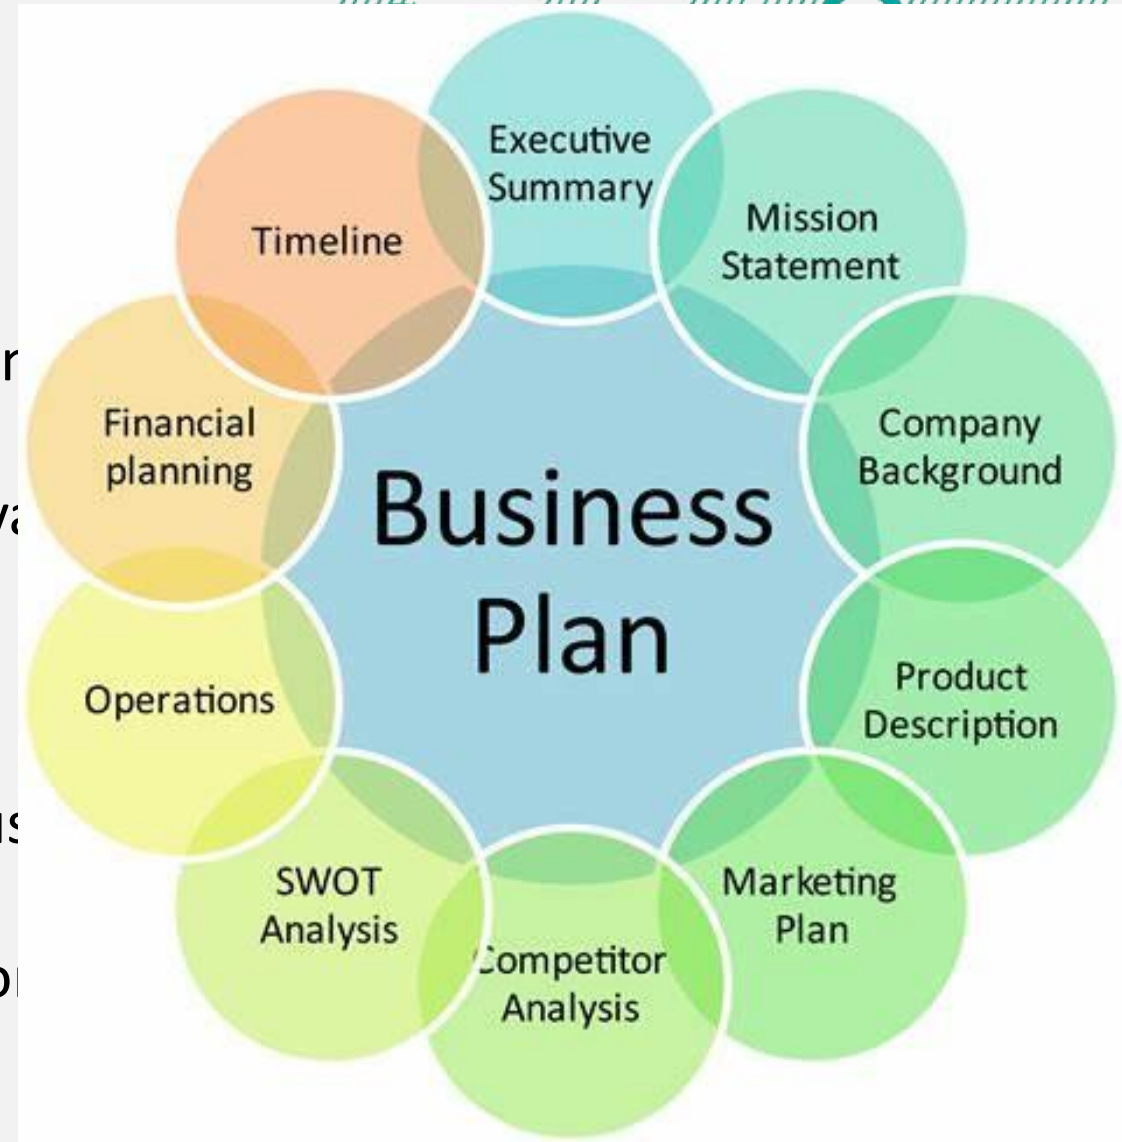 Executive
Summary
Mission
Statement
Company
Background
Product
Description
Marketing
Plan
Competitor
Analysis
SWOT
Analysis
Operations
Financial
planning
Timeline
Business
Plan